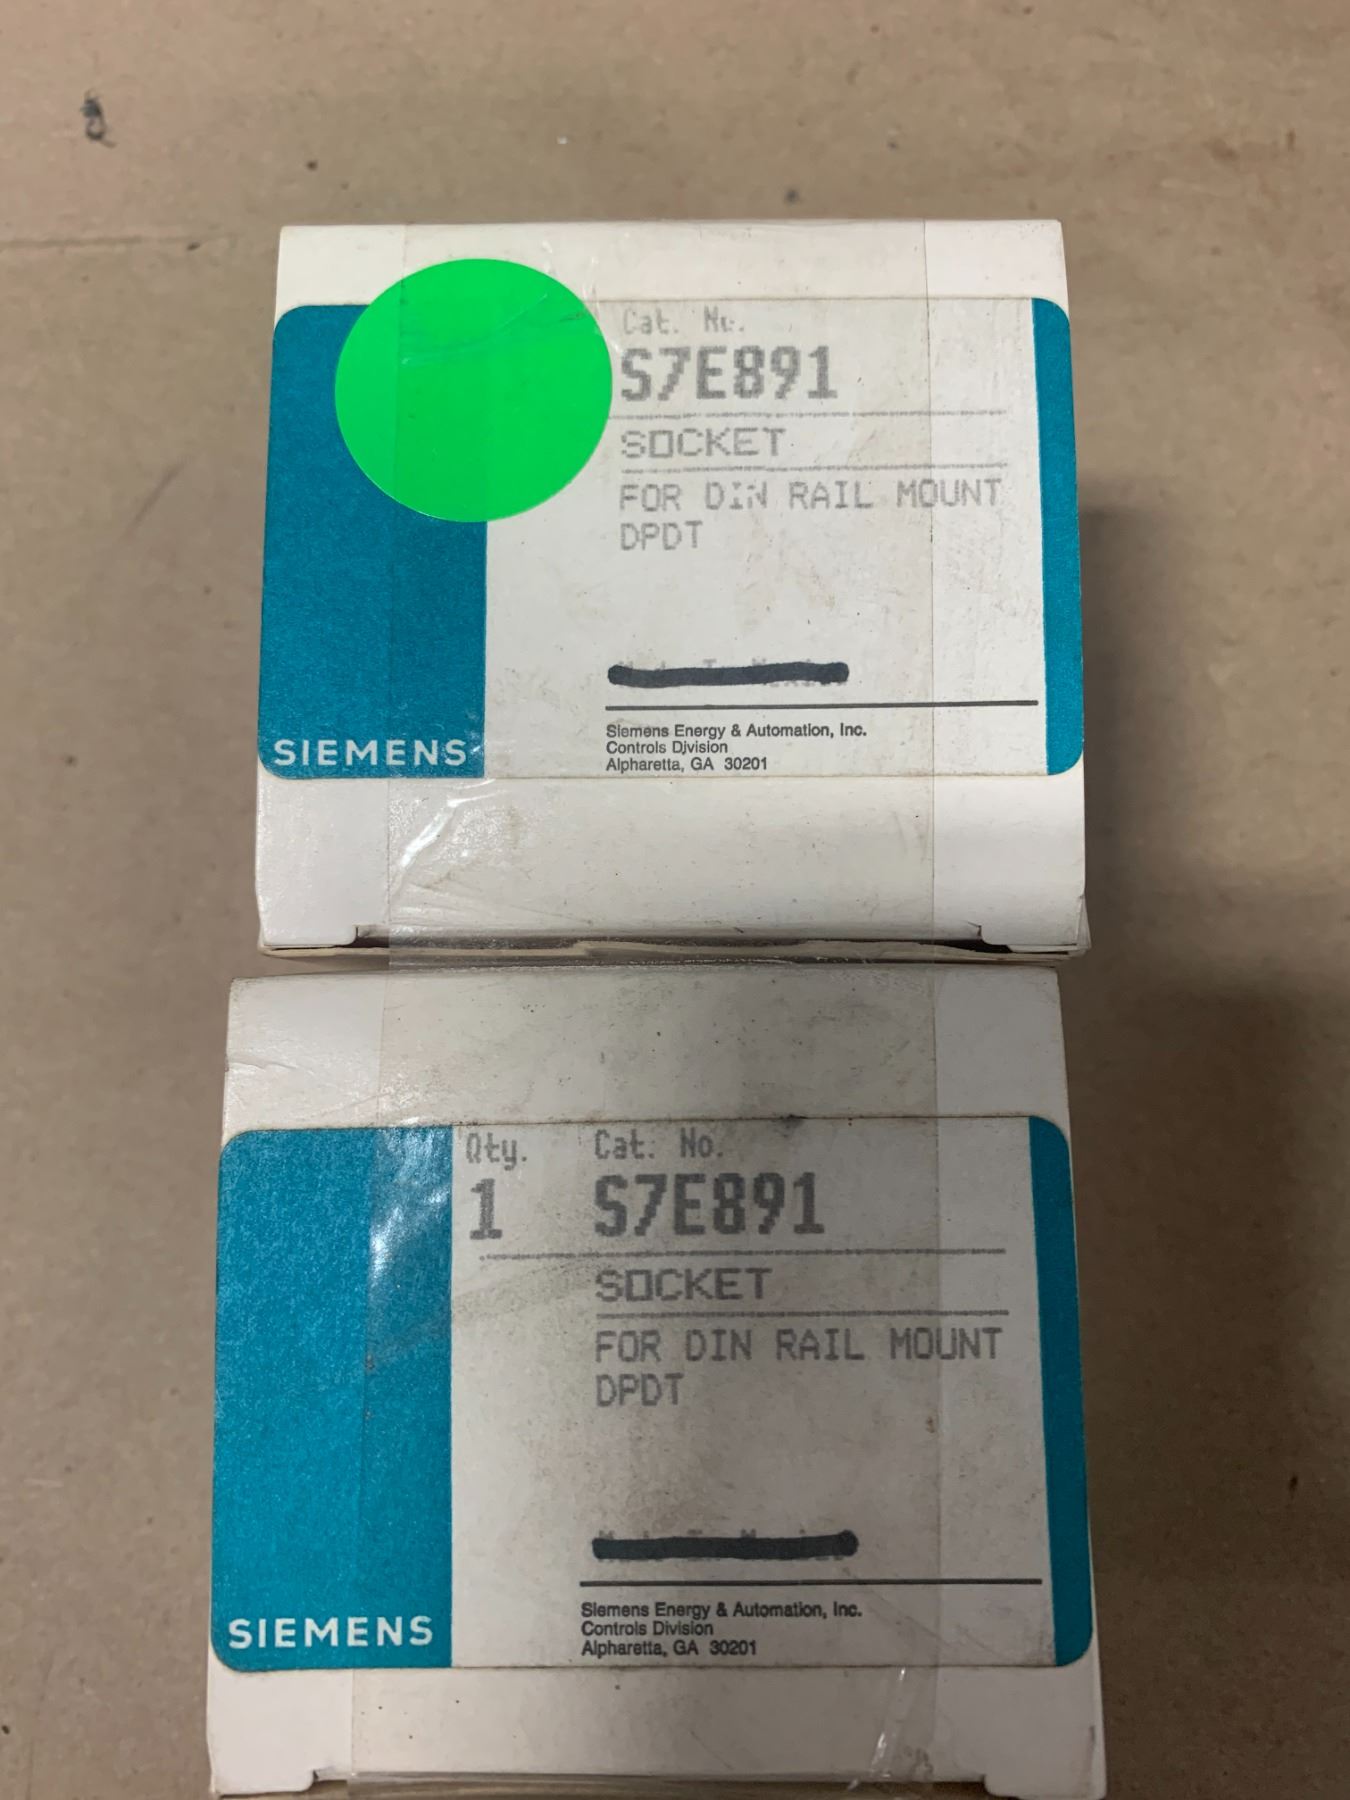 Cat. No.
S7E891
SOCKET
FOR DIN RAIL MOUNT
DPDT
Siemens Energy & Automation, Inc.
Controls Division
Alpharetta, GA 30201
SIEMENS
Qty. Cat. No.
1 S7E891
SOCKET
FOR DIN RAIL MOUNT
DPDT
Siemens Energy & Automation, Inc.
Controls Division
Alpharetta, GA 30201
SIEMENS